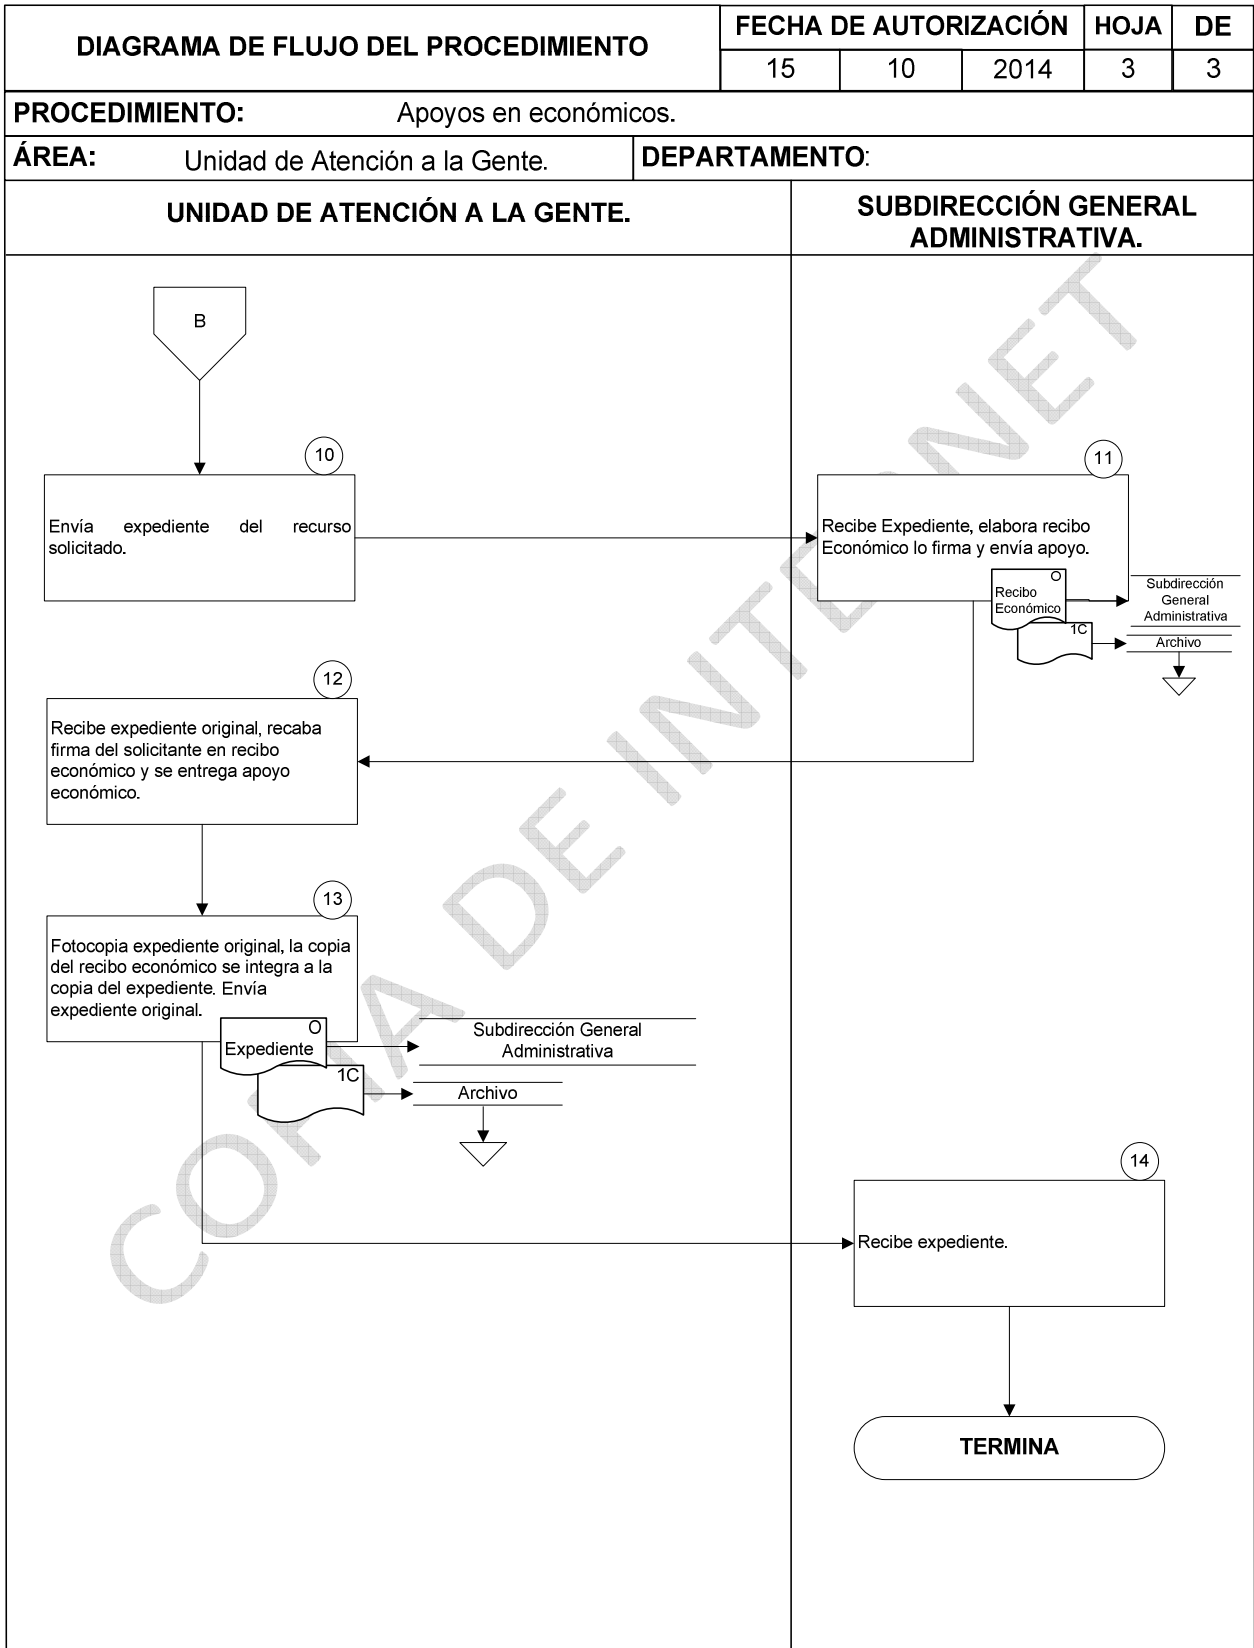 DIAGRAMA DE FLUJO DEL PROCEDIMIENTO
FECHA DE AUTORIZACIÓN
HOJA
DE
15
10
2014
3
3
PROCEDIMIENTO:
Apoyos en económicos.
ÁREA:
Unidad de Atención a la Gente.
DEPARTAMENTO:
UNIDAD DE ATENCIÓN A LA GENTE.
SUBDIRECCIÓN GENERAL
ADMINISTRATIVA.
B
10
Envía expediente del recurso
solicitado.
11
Recibe Expediente, elabora recibo
Económico lo firma y envía apoyo.
O
Recibo
Económico
1C
Subdirección
General
Administrativa
Archivo
12
Recibe expediente original, recaba
firma del solicitante en recibo
económico y se entrega apoyo
económico.
13
Fotocopia expediente original, la copia
del recibo económico se integra a la
copia del expediente. Envía
expediente original.
O
Expediente
1C
Subdirección General
Administrativa
Archivo
14
Recibe expediente.
TERMINA
COPIA DE INTERNET